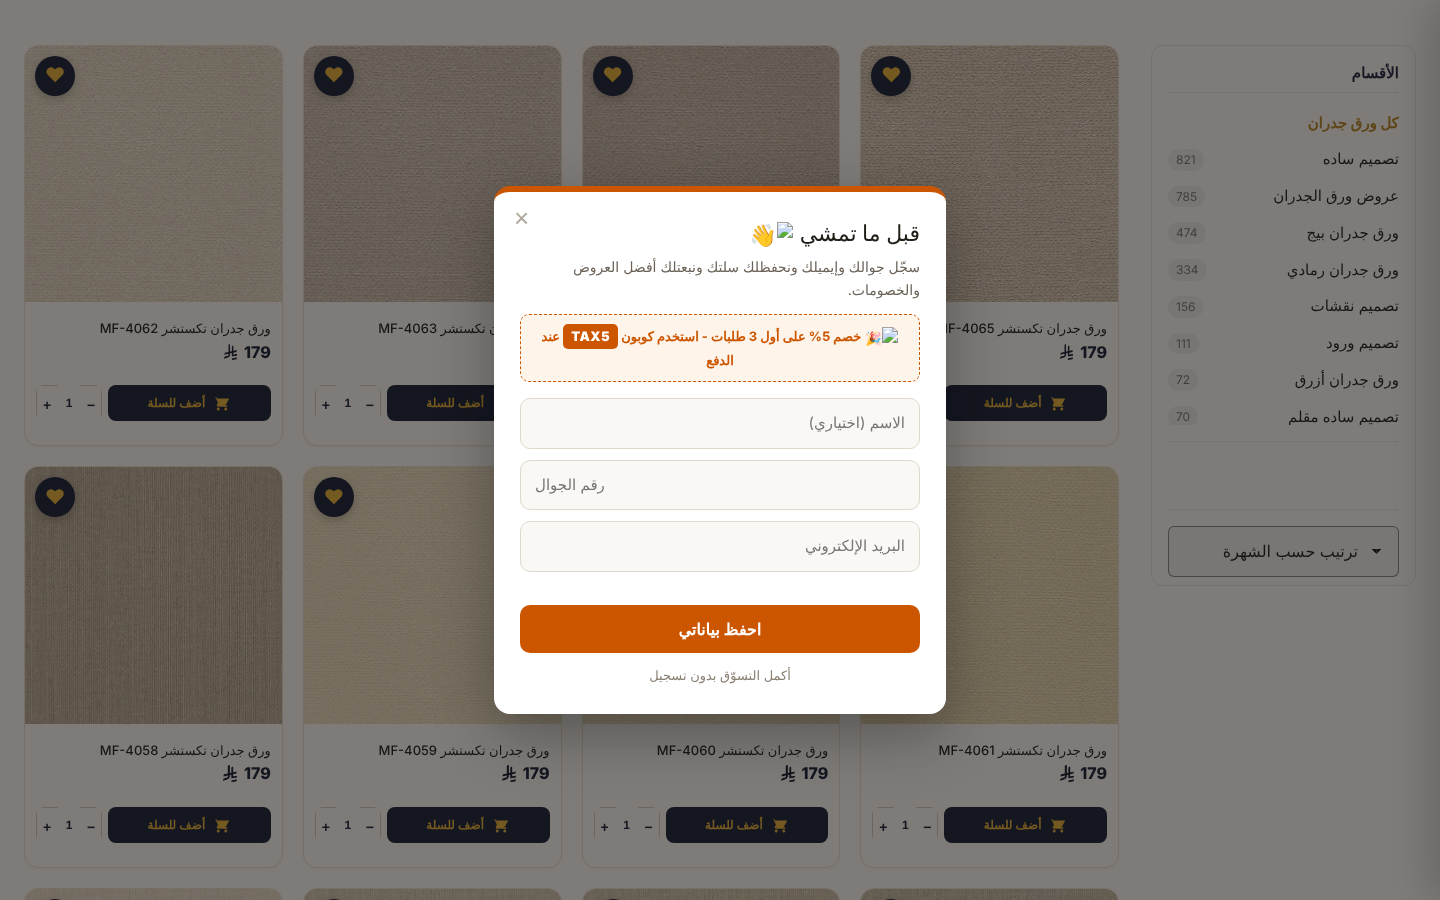 الأقسام
كل ورق جدران
تصميم ساده 821
عروض ورق الجدران 785
ورق جدران بيج 474
ورق جدران رمادي 334
تصميم نقشات 156
تصميم ورود 111
ورق جدران أزرق 72
تصميم ساده مقلم 70
ترتيب حسب الشهرة
قبل ما تمشي 👋
سجّل جوالك وإيميلك ونحفظلك سلتك ونبعتلك أفضل العروض
والخصومات.
🎉 خصم 5% على أول 3 طلبات - استخدم كوبون TAX5 عند
الدفع
الاسم (اختياري)
رقم الجوال
البريد الإلكتروني
احفظ بياناتي
أكمل التسوّق بدون تسجيل
ورق جدران تكستشر MF-4065
179
أضف للسلة
ورق جدران تكستشر MF-4063
أضف للسلة
− 1 +
ورق جدران تكستشر MF-4062
179
أضف للسلة
− 1 +
ورق جدران تكستشر MF-4061
179
أضف للسلة
− 1 +
ورق جدران تكستشر MF-4060
179
أضف للسلة
− 1 +
ورق جدران تكستشر MF-4059
179
أضف للسلة
− 1 +
ورق جدران تكستشر MF-4058
179
أضف للسلة
− 1 +